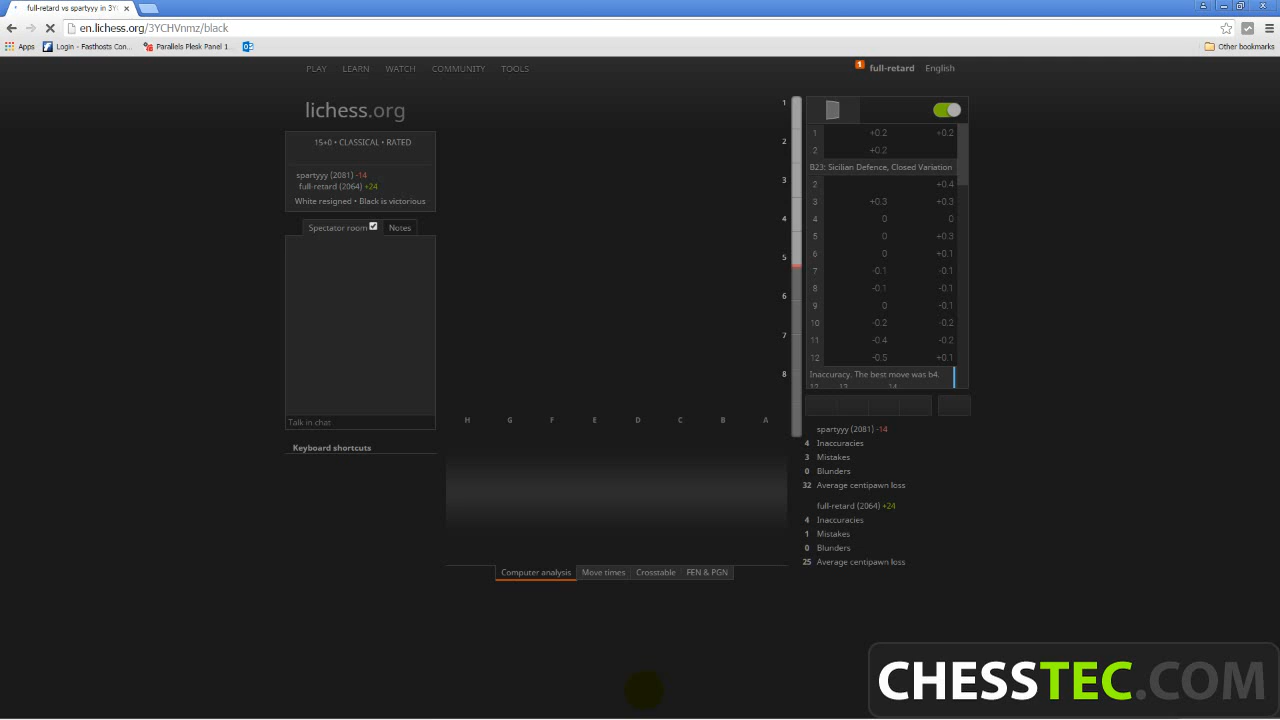 full-retard vs spartyyy in 3Y
en.lichess.org/3YCHVnmz/black
Apps Login - Fasthosts Con... Parallels Plesk Panel 1... Other bookmarks
PLAY LEARN WATCH COMMUNITY TOOLS
1 full-retard English
lichess.org
15+0 • CLASSICAL • RATED
spartyyy (2081) -14
full-retard (2064) +24
White resigned • Black is victorious
Spectator room Notes
Talk in chat
Keyboard shortcuts
1
2
3
4
5
6
7
8
H G F E D C B A
Computer analysis Move times Crosstable FEN & PGN
1 +0.2 +0.2
2 +0.2
B23: Sicilian Defence, Closed Variation
2 +0.4
3 +0.3 +0.3
4 0 0
5 0 +0.3
6 0 +0.1
7 -0.1 -0.1
8 -0.1 -0.1
9 0 -0.1
10 -0.2 -0.2
11 -0.4 -0.2
12 -0.5 +0.1
Inaccuracy. The best move was b4.
12 13 14
spartyyy (2081) -14
4 Inaccuracies
3 Mistakes
0 Blunders
32 Average centipawn loss
full-retard (2064) +24
4 Inaccuracies
1 Mistakes
0 Blunders
25 Average centipawn loss
CHESSTEC.COM